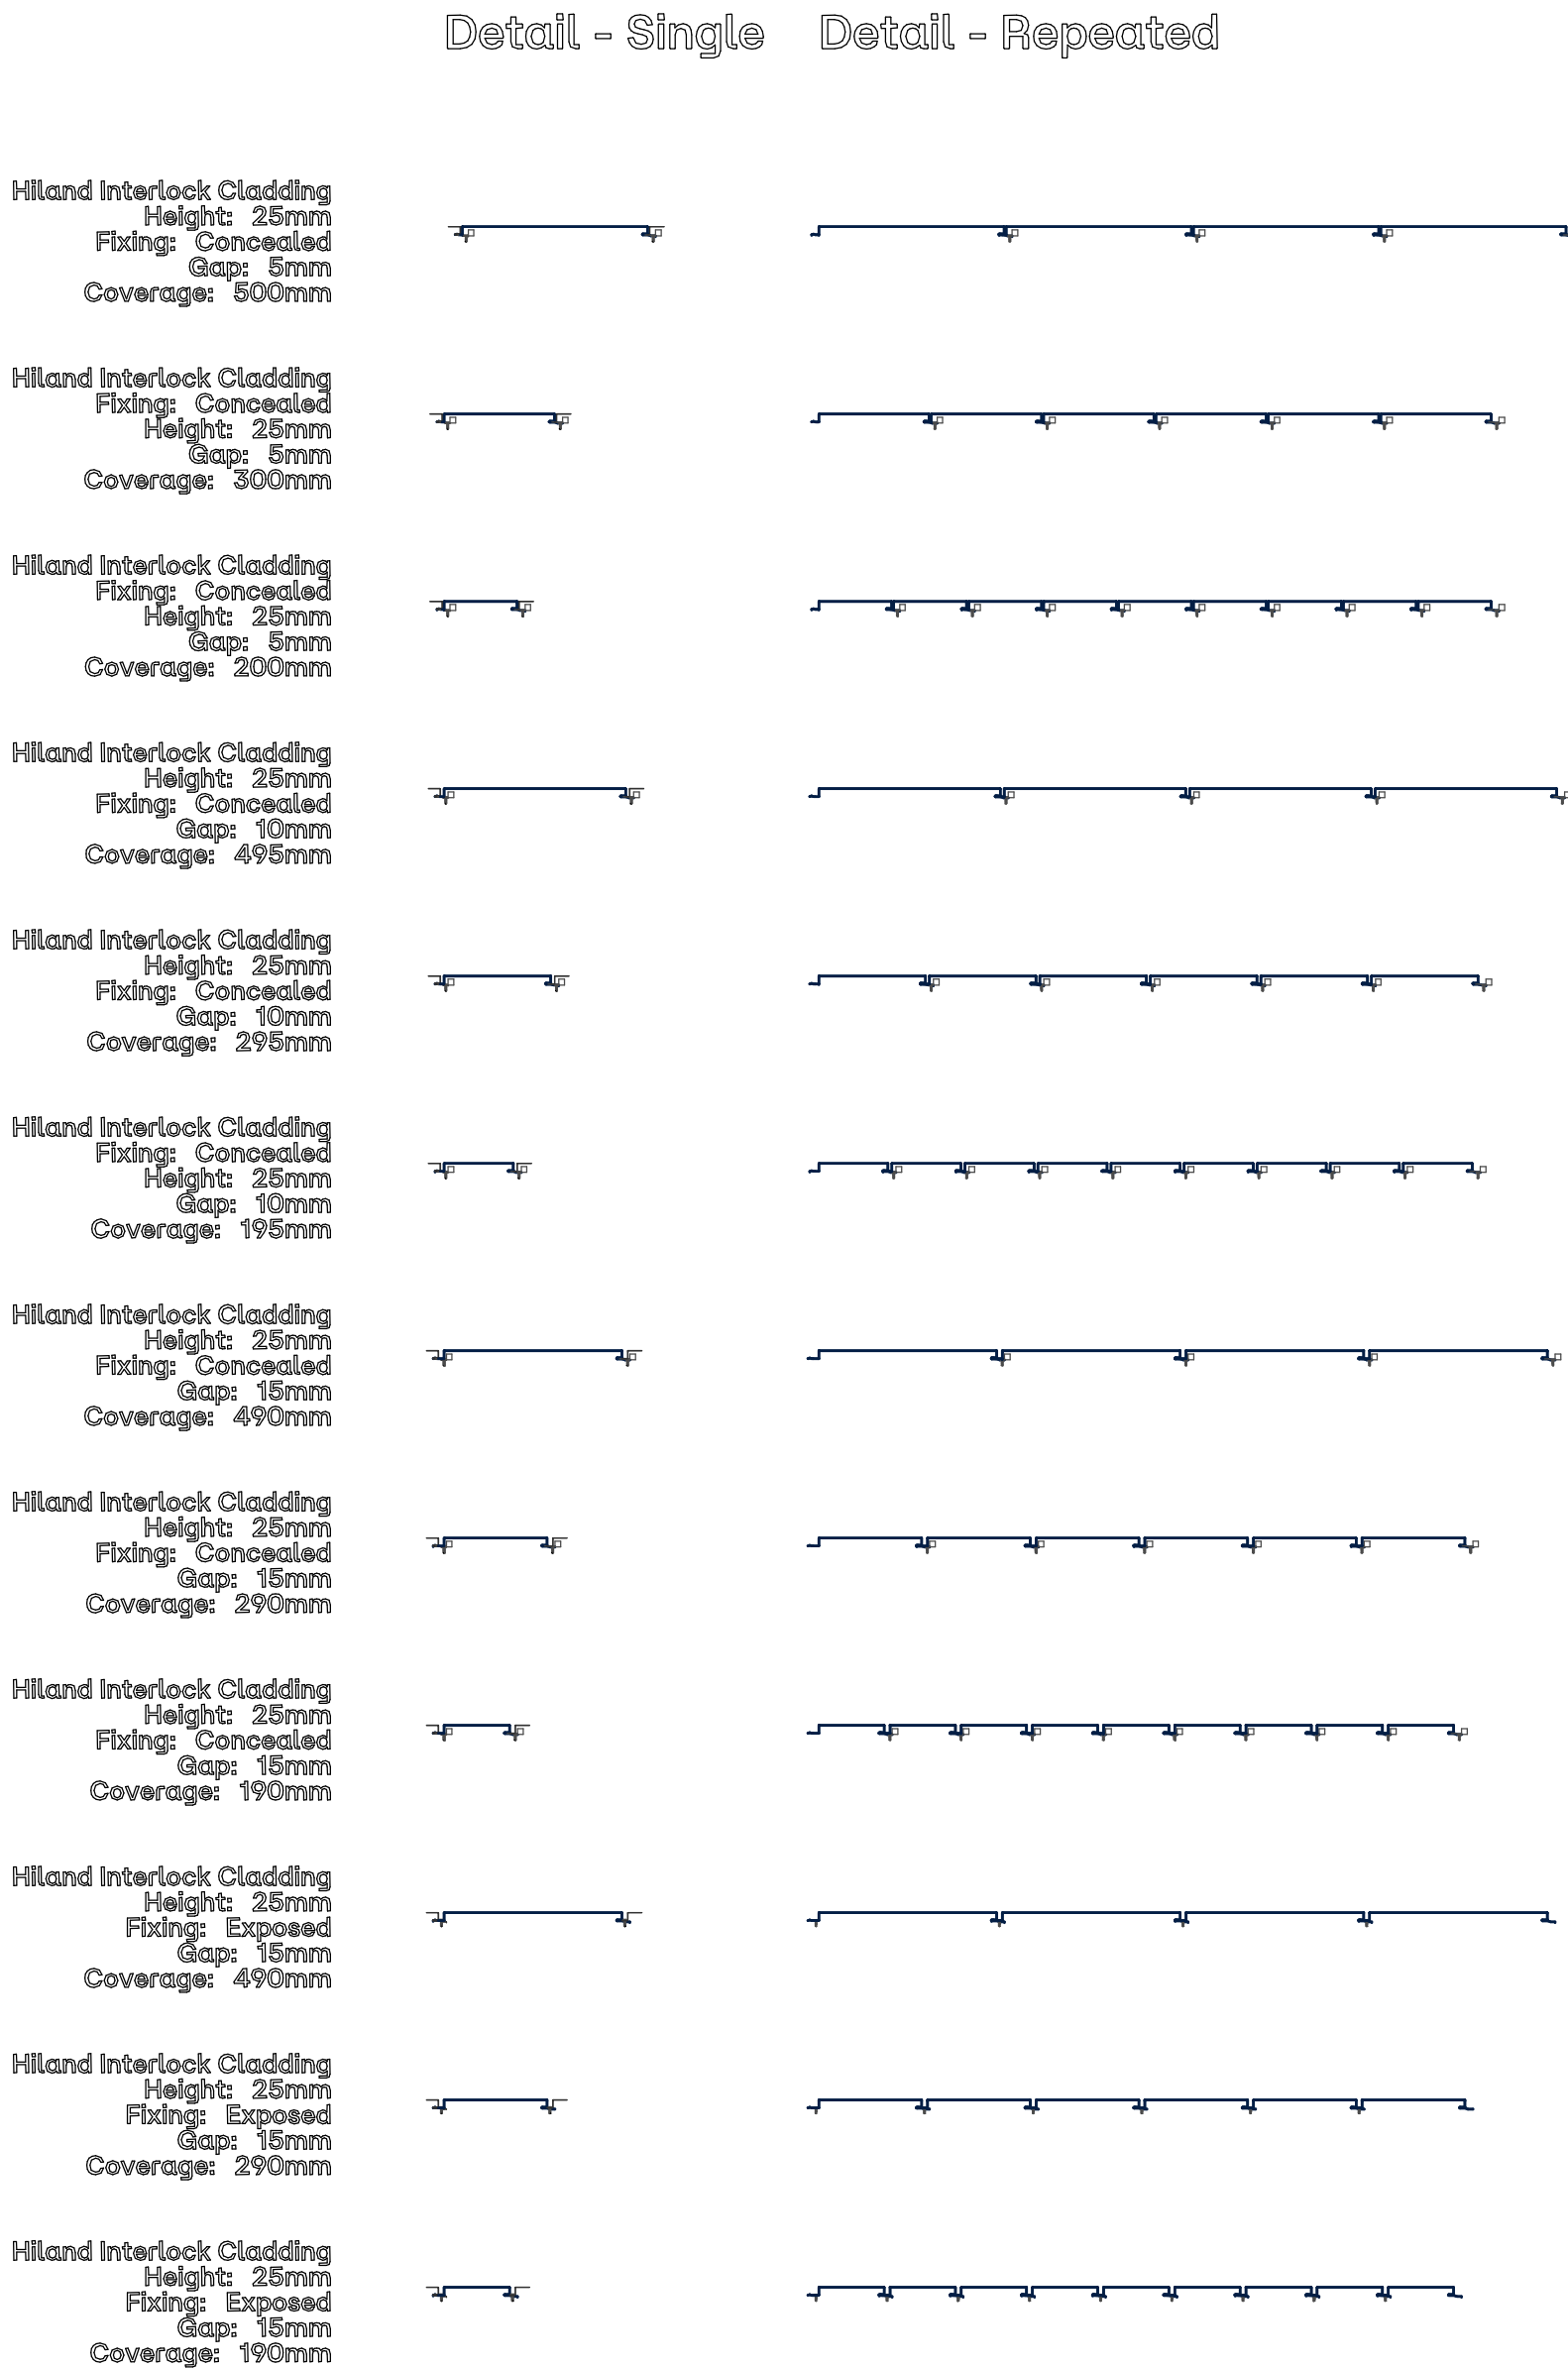 Detail - Single
Detail - Repeated
Hiland Interlock Cladding
Height: 25mm
Fixing: Concealed
Gap: 5mm
Coverage: 500mm
Hiland Interlock Cladding
Fixing: Concealed
Height: 25mm
Gap: 5mm
Coverage: 300mm
Hiland Interlock Cladding
Fixing: Concealed
Height: 25mm
Gap: 5mm
Coverage: 200mm
Hiland Interlock Cladding
Height: 25mm
Fixing: Concealed
Gap: 10mm
Coverage: 495mm
Hiland Interlock Cladding
Height: 25mm
Fixing: Concealed
Gap: 10mm
Coverage: 295mm
Hiland Interlock Cladding
Fixing: Concealed
Height: 25mm
Gap: 10mm
Coverage: 195mm
Hiland Interlock Cladding
Height: 25mm
Fixing: Concealed
Gap: 15mm
Coverage: 490mm
Hiland Interlock Cladding
Height: 25mm
Fixing: Concealed
Gap: 15mm
Coverage: 290mm
Hiland Interlock Cladding
Height: 25mm
Fixing: Concealed
Gap: 15mm
Coverage: 190mm
Hiland Interlock Cladding
Height: 25mm
Fixing: Exposed
Gap: 15mm
Coverage: 490mm
Hiland Interlock Cladding
Height: 25mm
Fixing: Exposed
Gap: 15mm
Coverage: 290mm
Hiland Interlock Cladding
Height: 25mm
Fixing: Exposed
Gap: 15mm
Coverage: 190mm